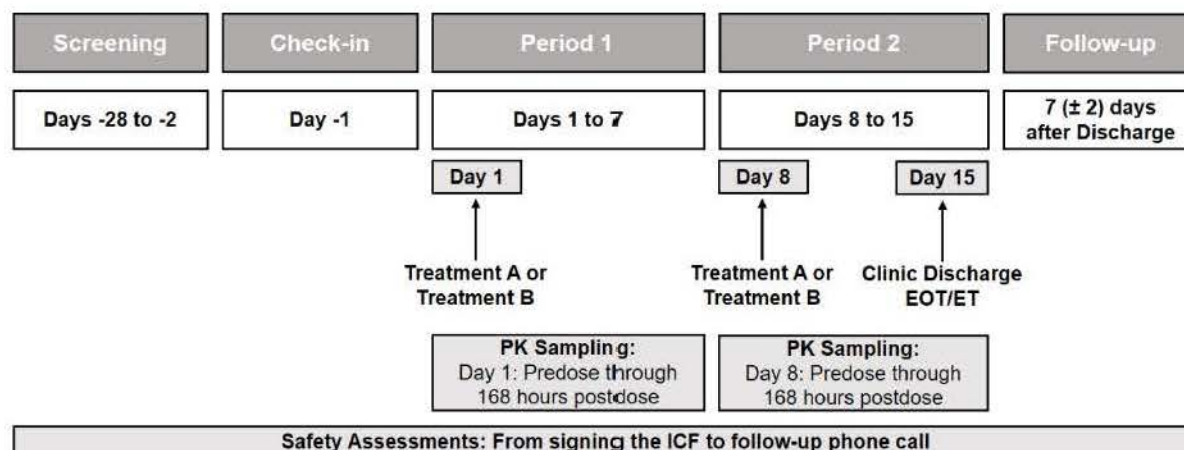 Screening
Check-in
Period 1
Period 2
Follow-up
Days -28 to -2
Day -1
Days 1 to 7
Days 8 to 15
7 (± 2) days
after Discharge
Day 1
Day 8
Day 15
Treatment A or
Treatment B
Treatment A or
Treatment B
Clinic Discharge
EOT/ET
PK Sampling:
Day 1: Predose through
168 hours postdose
PK Sampling:
Day 8: Predose through
168 hours postdose
Safety Assessments: From signing the ICF to follow-up phone call